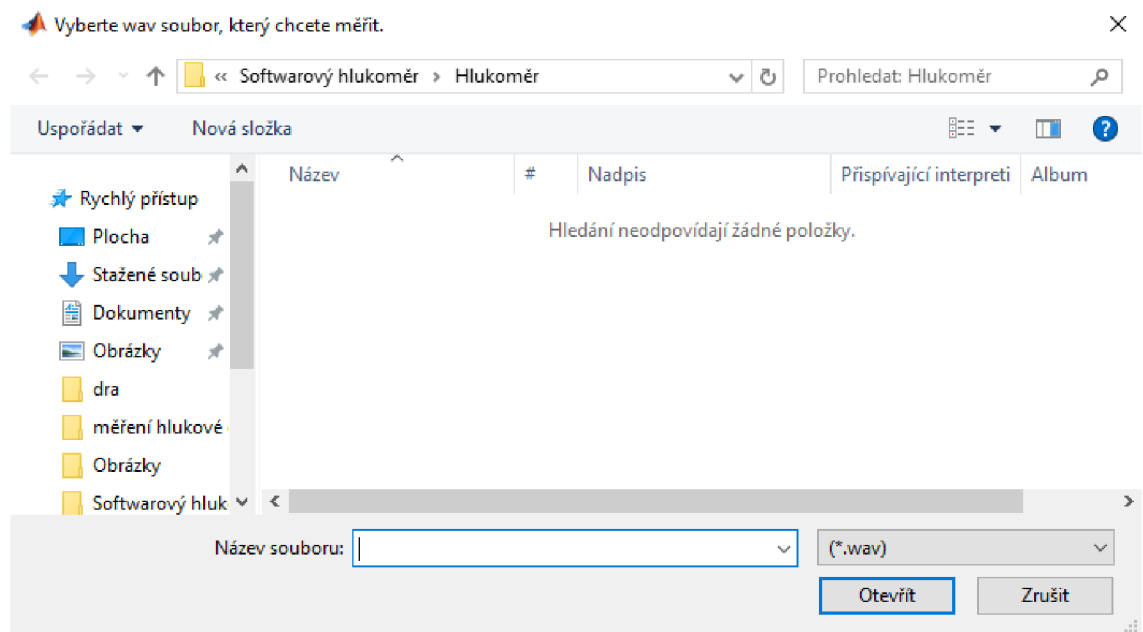 Vyberte wav soubor, který chcete měřit.
« Softwarový hlukoměr › Hlukoměr
Prohledat: Hlukoměr
Uspořádat
Nová složka
Název # Nadpis Přispívající interpreti Album
Hledání neodpovídají žádné položky.
Rychlý přístup
Plocha
Stažené soub
Dokumenty
Obrázky
dra
měření hlukové
Obrázky
Softwarový hluk
Název souboru:
(*.wav)
Otevřít
Zrušit